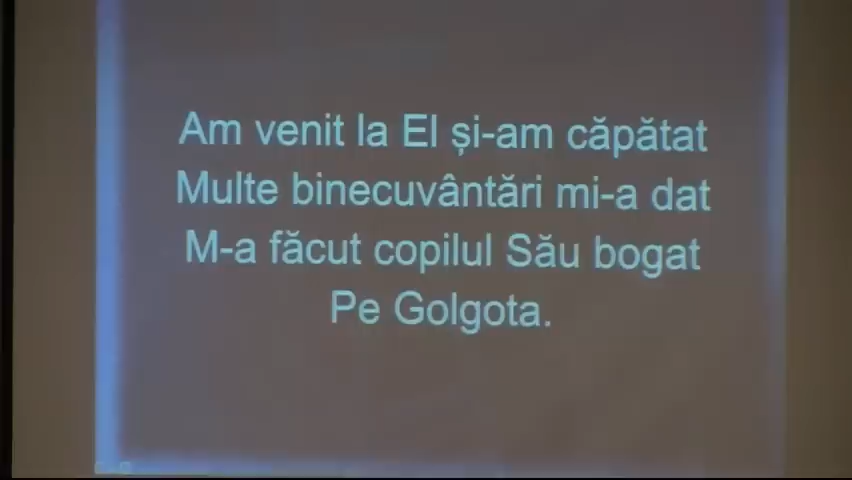 Am venit la El și-am căpătat
Multe binecuvântări mi-a dat
M-a făcut copilul Său bogat
Pe Golgota.